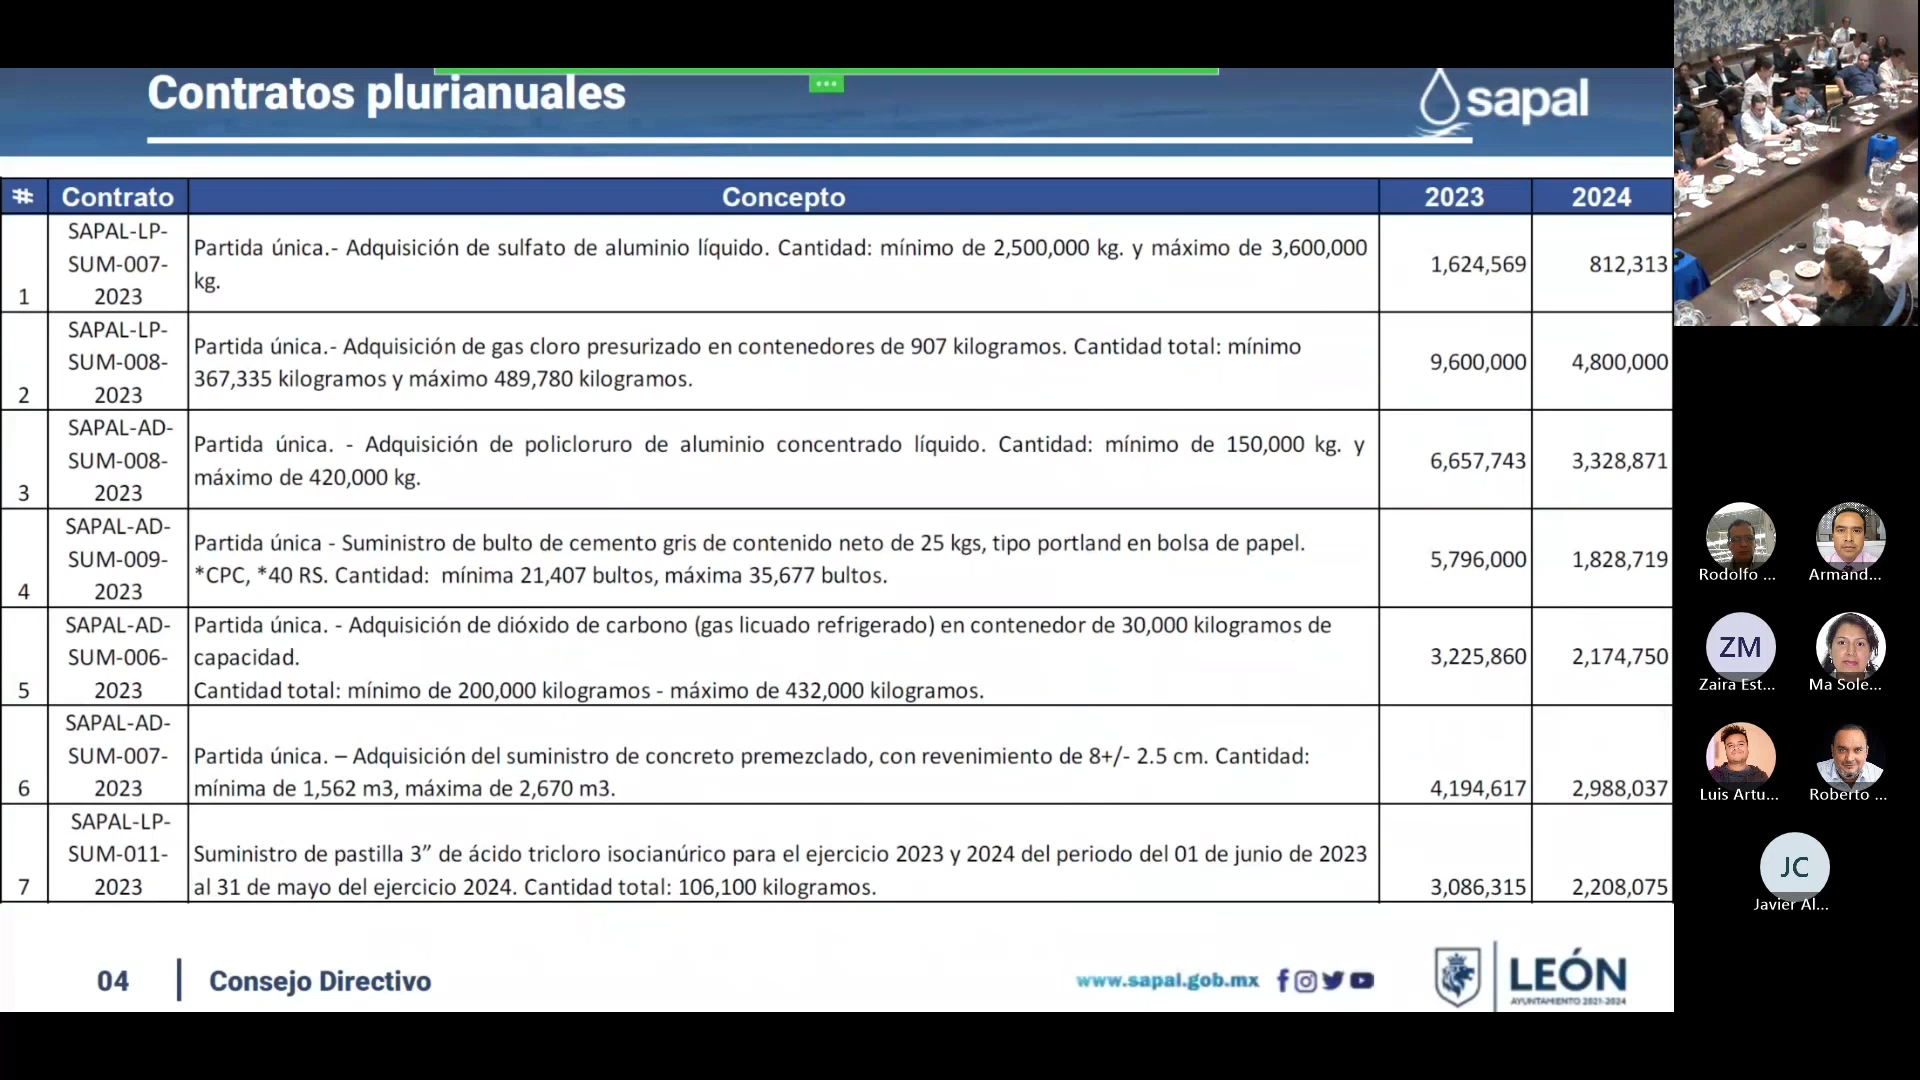 Contratos plurianuales
sapal
# Contrato Concepto 2023 2024
SAPAL-LP-
SUM-007-
2023
1
Partida única.- Adquisición de sulfato de aluminio líquido. Cantidad: mínimo de 2,500,000 kg. y máximo de 3,600,000
kg.
1,624,569 812,313
SAPAL-LP-
SUM-008-
2023
2
Partida única.- Adquisición de gas cloro presurizado en contenedores de 907 kilogramos. Cantidad total: mínimo
367,335 kilogramos y máximo 489,780 kilogramos.
9,600,000 4,800,000
SAPAL-AD-
SUM-008-
2023
3
Partida única. - Adquisición de policloruro de aluminio concentrado líquido. Cantidad: mínimo de 150,000 kg. y
máximo de 420,000 kg.
6,657,743 3,328,871
SAPAL-AD-
SUM-009-
2023
4
Partida única - Suministro de bulto de cemento gris de contenido neto de 25 kgs, tipo portland en bolsa de papel.
*CPC, *40 RS. Cantidad: mínima 21,407 bultos, máxima 35,677 bultos.
5,796,000 1,828,719
SAPAL-AD-
SUM-006-
2023
5
Partida única. - Adquisición de dióxido de carbono (gas licuado refrigerado) en contenedor de 30,000 kilogramos de
capacidad.
Cantidad total: mínimo de 200,000 kilogramos - máximo de 432,000 kilogramos.
3,225,860 2,174,750
SAPAL-AD-
SUM-007-
2023
6
Partida única. – Adquisición del suministro de concreto premezclado, con revenimiento de 8+/- 2.5 cm. Cantidad:
mínima de 1,562 m3, máxima de 2,670 m3.
4,194,617 2,988,037
SAPAL-LP-
SUM-011-
2023
7
Suministro de pastilla 3” de ácido tricloro isocianúrico para el ejercicio 2023 y 2024 del periodo del 01 de junio de 2023
al 31 de mayo del ejercicio 2024. Cantidad total: 106,100 kilogramos.
3,086,315 2,208,075
04 Consejo Directivo
www.sapal.gob.mx
LEÓN
AYUNTAMIENTO 2021-2024
Rodolfo ... Armand...
ZM
Zaira Est... Ma Sole...
Luis Artu... Roberto ...
JC
Javier Al...